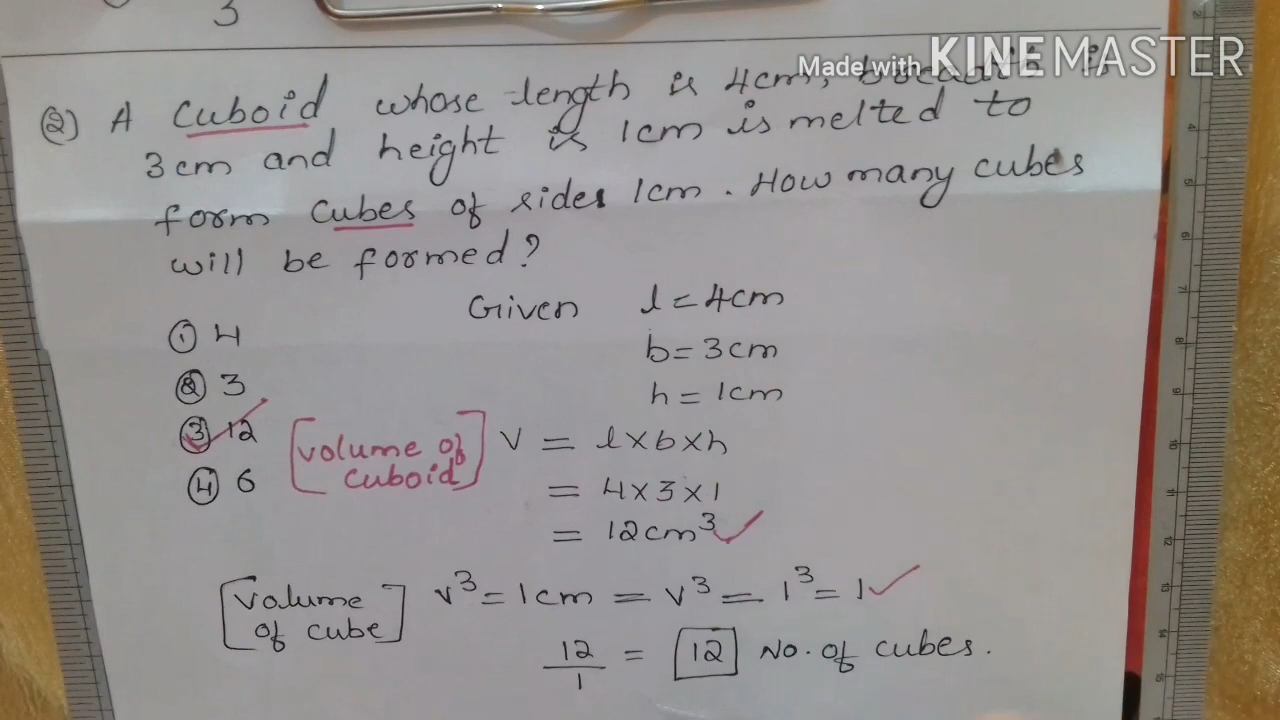 3
Made with KINEMASTER
Q) A cuboid whose length is 4cm, breadth is
3cm and height is 1cm is melted to
form cubes of sides 1cm. How many cubes
will be formed?
Given l = 4cm
① 4
b = 3cm
② 3
h = 1cm
③ 12 [volume of cuboid] V = l×b×h
④ 6
= 4×3×1
= 12cm³
[Volume of cube] v³ = 1cm = v³ = 1³ = 1
12/1 = 12 No. of cubes.